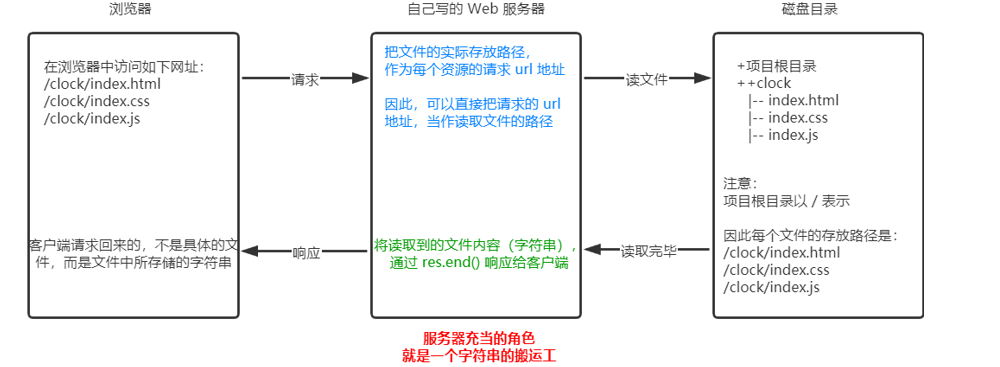 浏览器
自己写的 Web 服务器
磁盘目录
在浏览器中访问如下网址：
/clock/index.html
/clock/index.css
/clock/index.js
请求
把文件的实际存放路径，
作为每个资源的请求 url 地址
因此，可以直接把请求的 url
地址，当作读取文件的路径
读文件
+项目根目录
++clock
|-- index.html
|-- index.css
|-- index.js
注意：
项目根目录以 / 表示
因此每个文件的存放路径是：
/clock/index.html
/clock/index.css
/clock/index.js
读取完毕
将读取到的文件内容（字符串），
通过 res.end() 响应给客户端
响应
客户端请求回来的，不是具体的文
件，而是文件中所存储的字符串
服务器充当的角色
就是一个字符串的搬运工